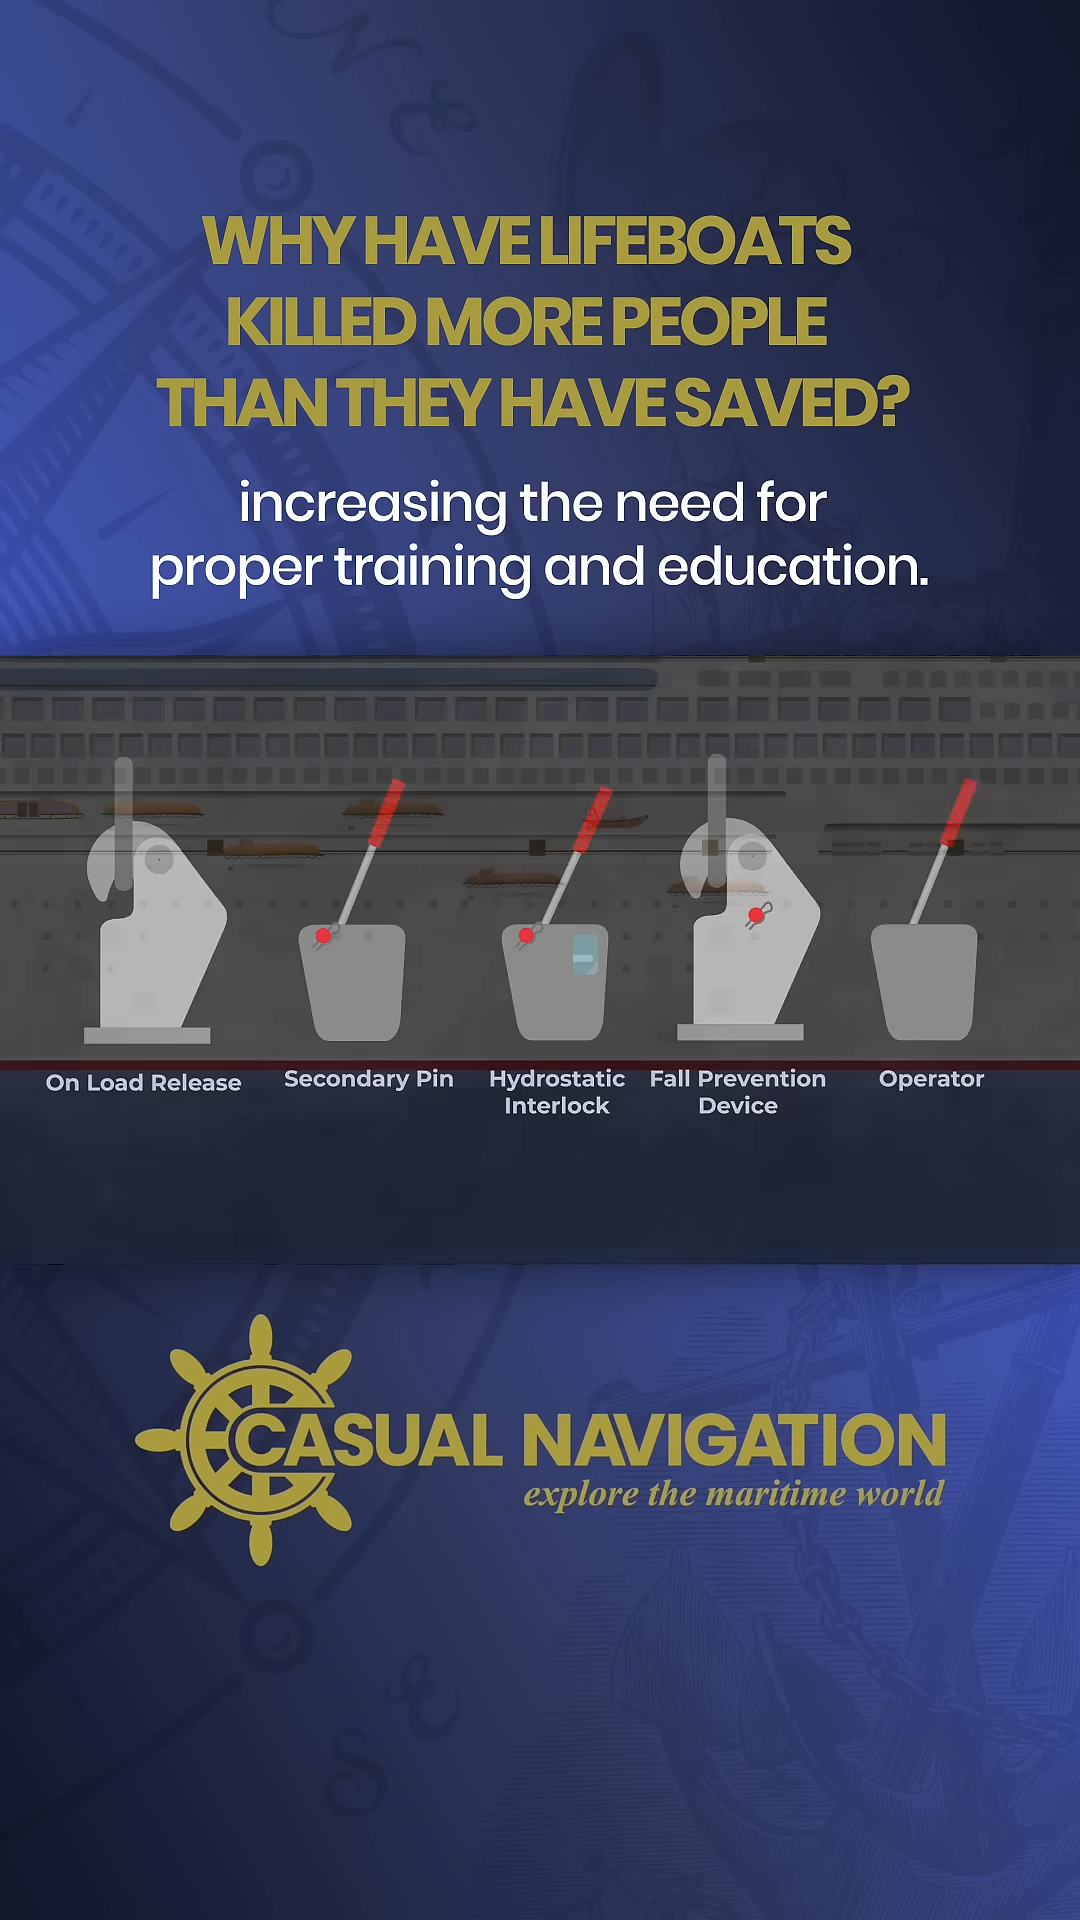 N
E
WHY HAVE LIFEBOATS
KILLED MORE PEOPLE
THAN THEY HAVE SAVED?
increasing the need for
proper training and education.
On Load Release
Secondary Pin
Hydrostatic
Interlock
Fall Prevention
Device
Operator
CASUAL NAVIGATION
explore the maritime world
S
E